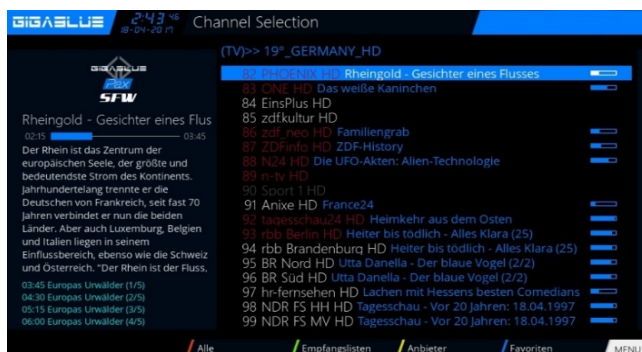 GIGABLUE 2:43 46 18-04-2017 Channel Selection
(TV)>> 19°_GERMANY_HD
GIGABLUE
Pax
SFW
Rheingold - Gesichter eines Flus
02:15 03:45
Der Rhein ist das Zentrum der
europäischen Seele, der größte und
bedeutendste Strom des Kontinents.
Jahrhundertelang trennte er die
Deutschen von Frankreich, seit fast 70
Jahren verbindet er nun die beiden
Länder. Aber auch Luxemburg, Belgien
und Italien liegen in seinem
Einflussbereich, ebenso wie die Schweiz
und Österreich. "Der Rhein ist der Fluss,
03:45 Europas Urwälder (1/5)
04:30 Europas Urwälder (2/5)
05:15 Europas Urwälder (3/5)
06:00 Europas Urwälder (4/5)
82 PHOENIX HD Rheingold - Gesichter eines Flusses
83 ONE HD Das weiße Kaninchen
84 EinsPlus HD
85 zdf.kultur HD
86 zdf_neo HD Familiengrab
87 ZDFinfo HD ZDF-History
88 N24 HD Die UFO-Akten: Alien-Technologie
89 n-tv HD
90 Sport 1 HD
91 Anixe HD France24
92 tagesschau24 HD Heimkehr aus dem Osten
93 rbb Berlin HD Heiter bis tödlich - Alles Klara (25)
94 rbb Brandenburg HD Heiter bis tödlich - Alles Klara (25)
95 BR Nord HD Utta Danella - Der blaue Vogel (2/2)
96 BR Süd HD Utta Danella - Der blaue Vogel (2/2)
97 hr-fernsehen HD Lachen mit Hessens besten Comedians
98 NDR FS HH HD Tagesschau - Vor 20 Jahren: 18.04.1997
99 NDR FS MV HD Tagesschau - Vor 20 Jahren: 18.04.1997
Alle Empfangslisten Anbieter Favoriten MENU